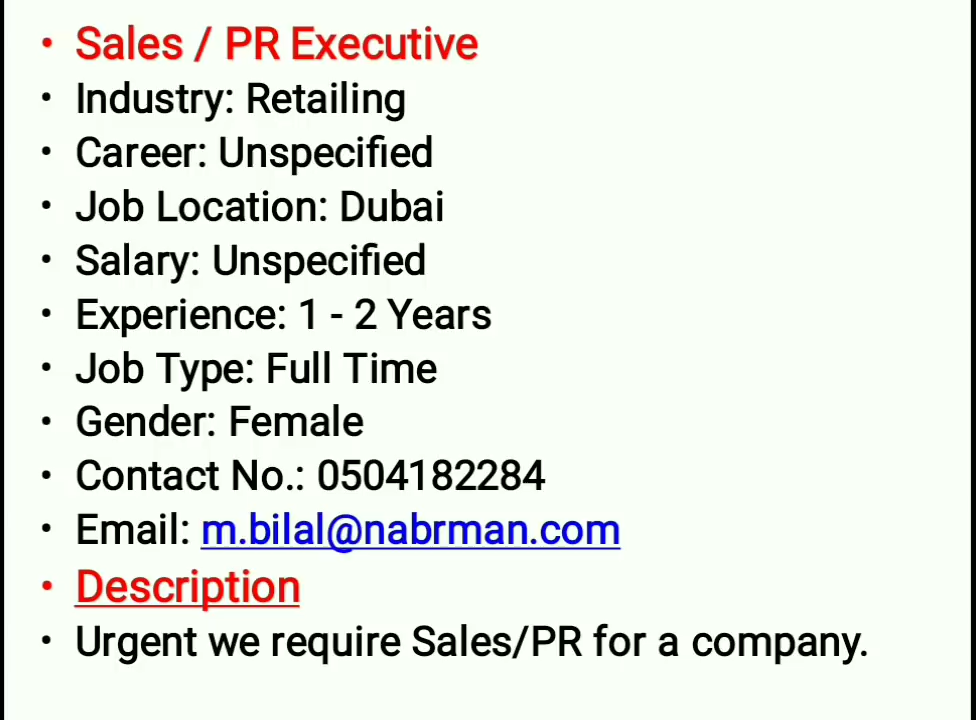 • Sales / PR Executive
• Industry: Retailing
• Career: Unspecified
• Job Location: Dubai
• Salary: Unspecified
• Experience: 1 - 2 Years
• Job Type: Full Time
• Gender: Female
• Contact No.: 0504182284
• Email: m.bilal@nabrman.com
• Description
• Urgent we require Sales/PR for a company.